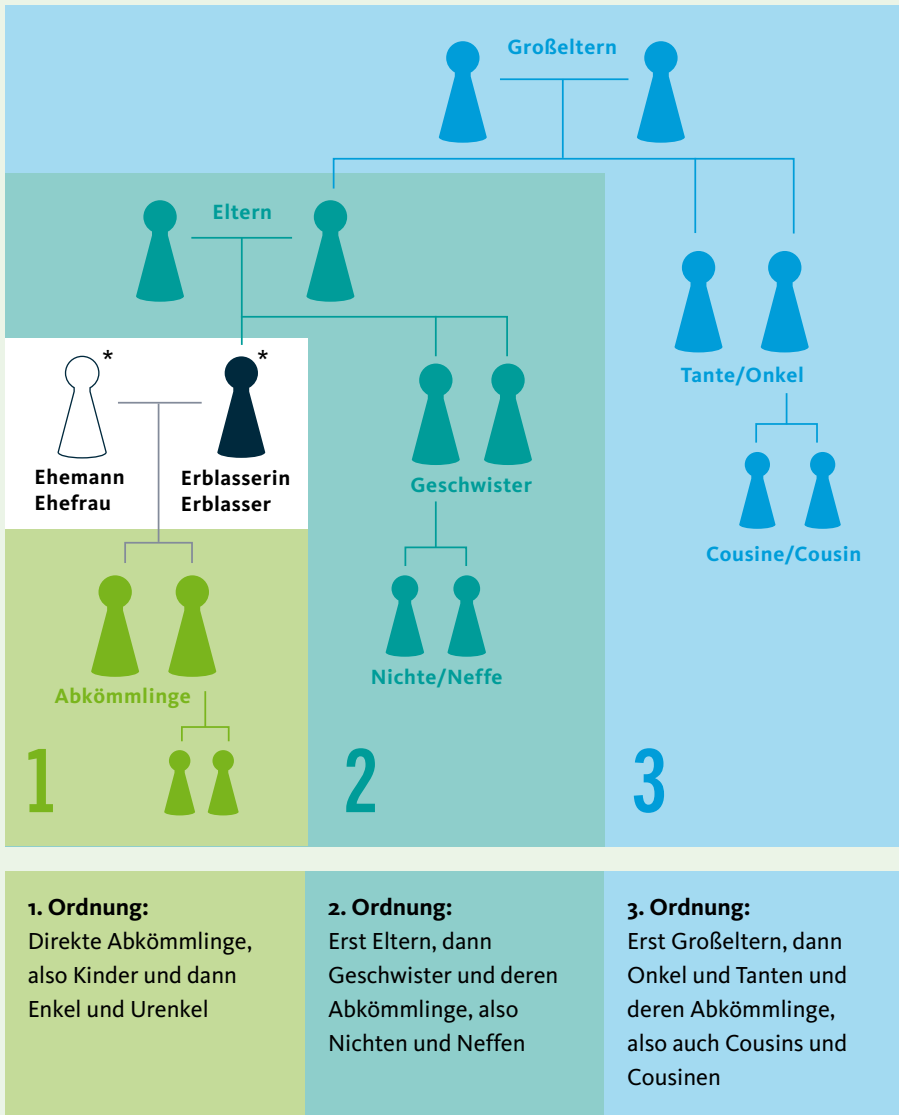 Großeltern
Eltern
*
*
Tante/Onkel
Ehemann
Ehefrau
Erblasserin
Erblasser
Geschwister
Cousine/Cousin
Nichte/Neffe
Abkömmlinge
1
2
3
1. Ordnung:
Direkte Abkömmlinge,
also Kinder und dann
Enkel und Urenkel
2. Ordnung:
Erst Eltern, dann
Geschwister und deren
Abkömmlinge, also
Nichten und Neffen
3. Ordnung:
Erst Großeltern, dann
Onkel und Tanten und
deren Abkömmlinge,
also auch Cousins und
Cousinen